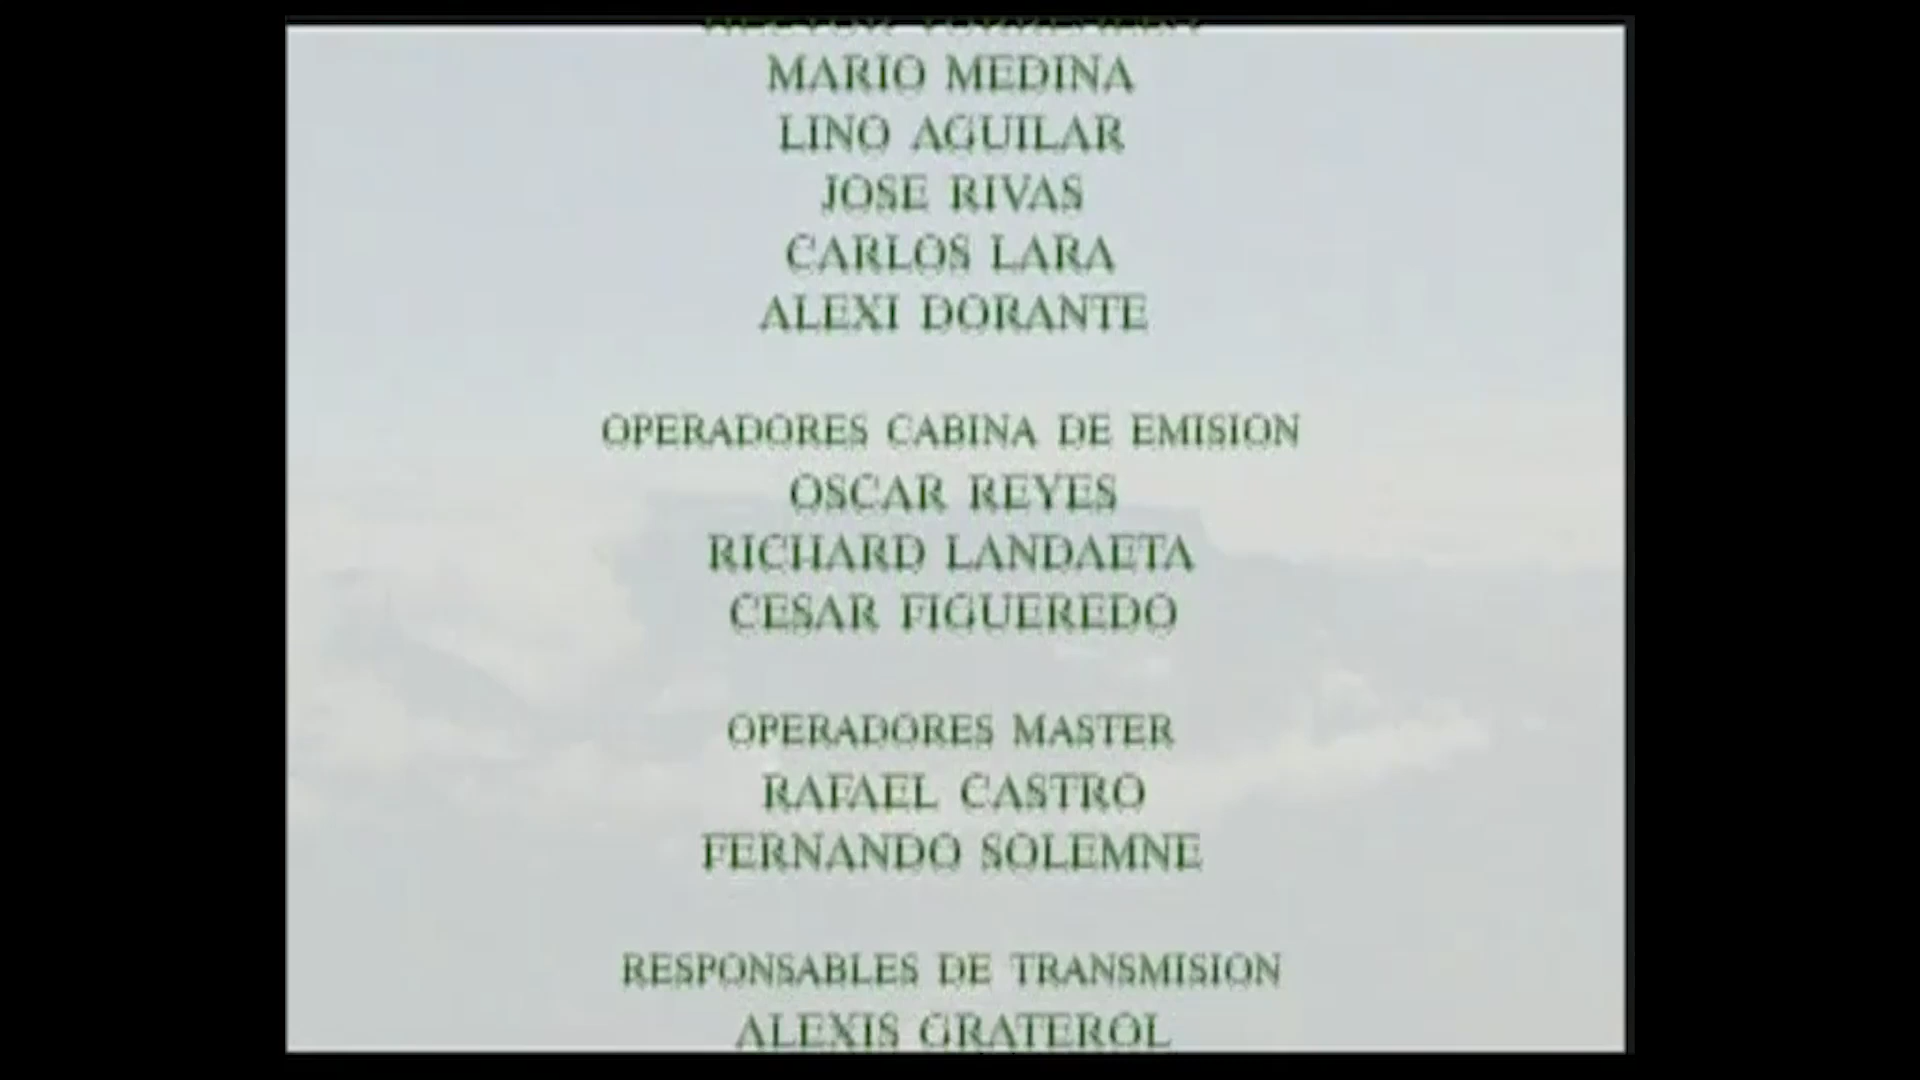 MARIO MEDINA
LINO AGUILAR
JOSE RIVAS
CARLOS LARA
ALEXI DORANTE
OPERADORES CABINA DE EMISION
OSCAR REYES
RICHARD LANDAETA
CESAR FIGUEREDO
OPERADORES MASTER
RAFAEL CASTRO
FERNANDO SOLEMNE
RESPONSABLES DE TRANSMISION
ALEXIS GRATEROL